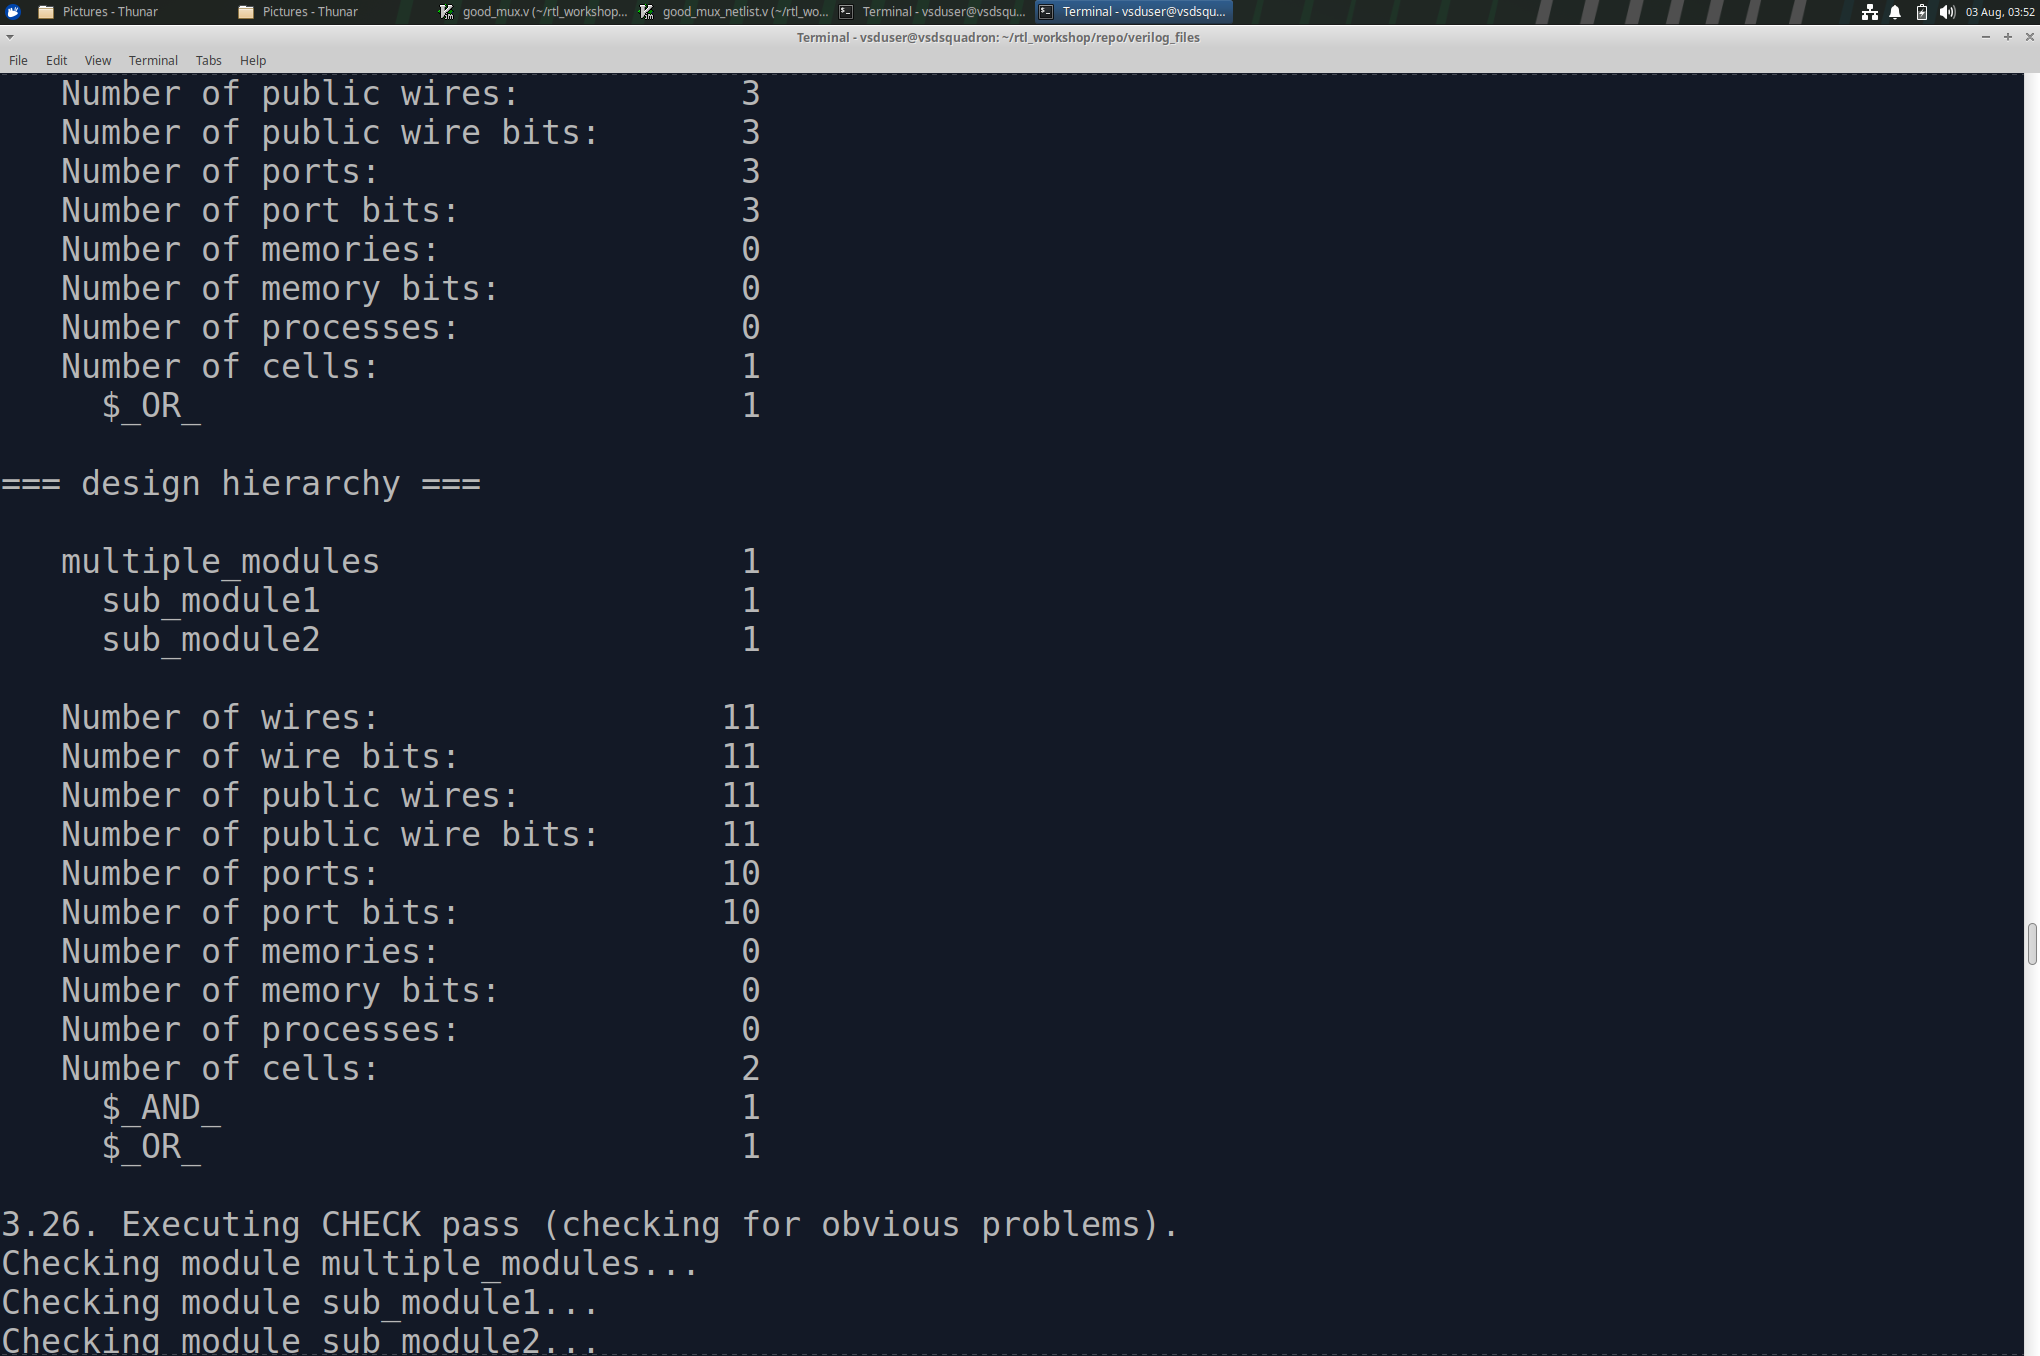 Pictures - Thunar
Pictures - Thunar
good_mux.v (~/rtl_workshop...
good_mux_netlist.v (~/rtl_wo...
Terminal - vsduser@vsdsqu...
Terminal - vsduser@vsdsqu...
03 Aug, 03:52
Terminal - vsduser@vsdsquadron: ~/rtl_workshop/repo/verilog_files
File Edit View Terminal Tabs Help
Number of public wires: 3
Number of public wire bits: 3
Number of ports: 3
Number of port bits: 3
Number of memories: 0
Number of memory bits: 0
Number of processes: 0
Number of cells: 1
$_OR_ 1
=== design hierarchy ===
multiple_modules 1
sub_module1 1
sub_module2 1
Number of wires: 11
Number of wire bits: 11
Number of public wires: 11
Number of public wire bits: 11
Number of ports: 10
Number of port bits: 10
Number of memories: 0
Number of memory bits: 0
Number of processes: 0
Number of cells: 2
$_AND_ 1
$_OR_ 1
3.26. Executing CHECK pass (checking for obvious problems).
Checking module multiple_modules...
Checking module sub_module1...
Checking module sub_module2...